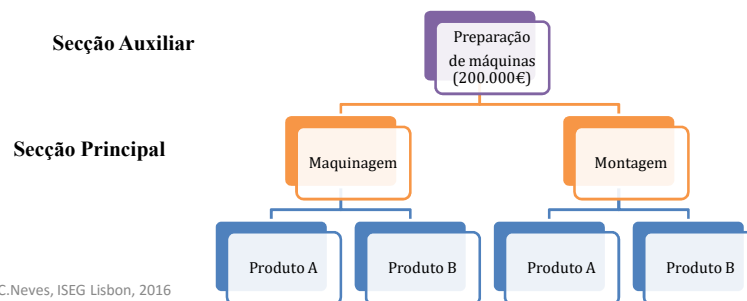 Secção Auxiliar
Preparação
de máquinas
(200.000€)
Secção Principal
Maquinagem
Montagem
Produto A
Produto B
Produto A
Produto B
C.Neves, ISEG Lisbon, 2016